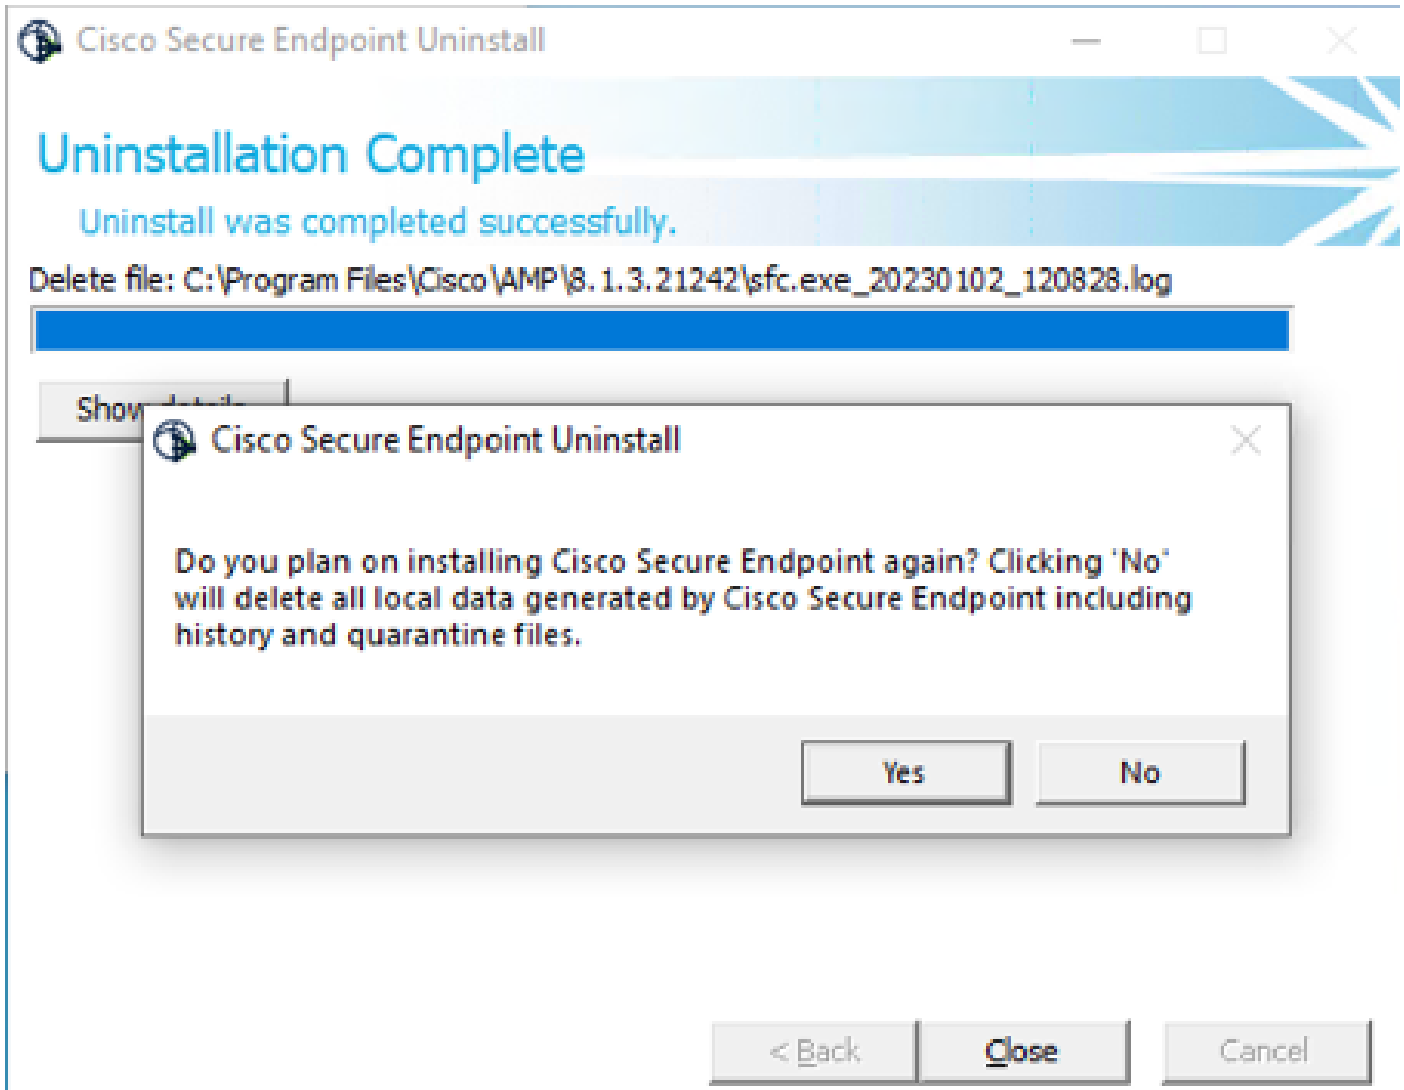 Cisco Secure Endpoint Uninstall
Uninstallation Complete
Uninstall was completed successfully.
Delete file: C:\Program Files\Cisco\AMP\8.1.3.21242\sfc.exe_20230102_120828.log
Show details
Cisco Secure Endpoint Uninstall
Do you plan on installing Cisco Secure Endpoint again? Clicking 'No'
will delete all local data generated by Cisco Secure Endpoint including
history and quarantine files.
Yes No
< Back Close Cancel